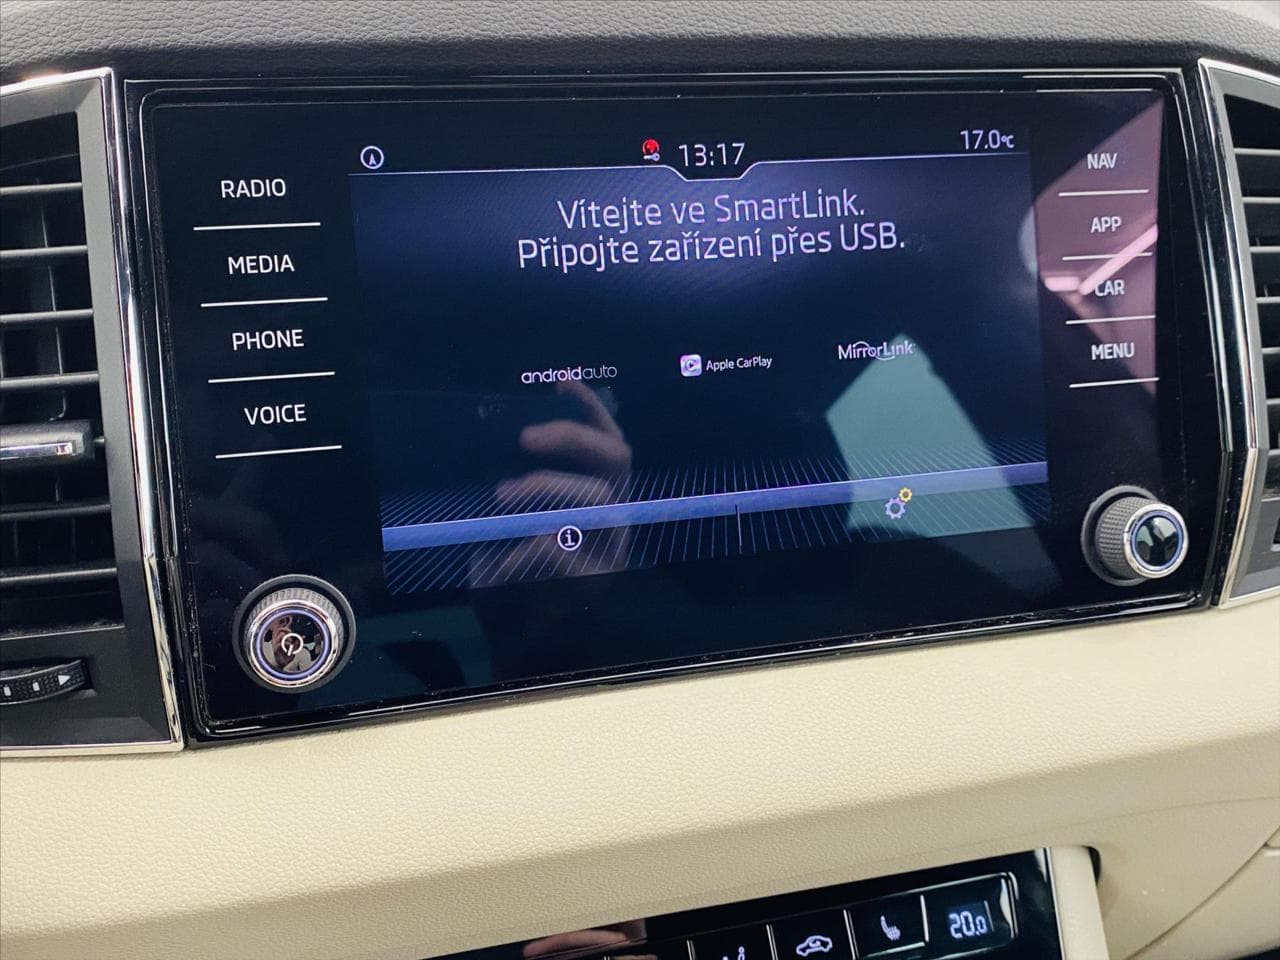 13:17
17.0°C
RADIO
MEDIA
PHONE
VOICE
Vítejte ve SmartLink.
Připojte zařízení přes USB.
androidauto
Apple CarPlay
MirrorLink
NAV
APP
CAR
MENU
20.0